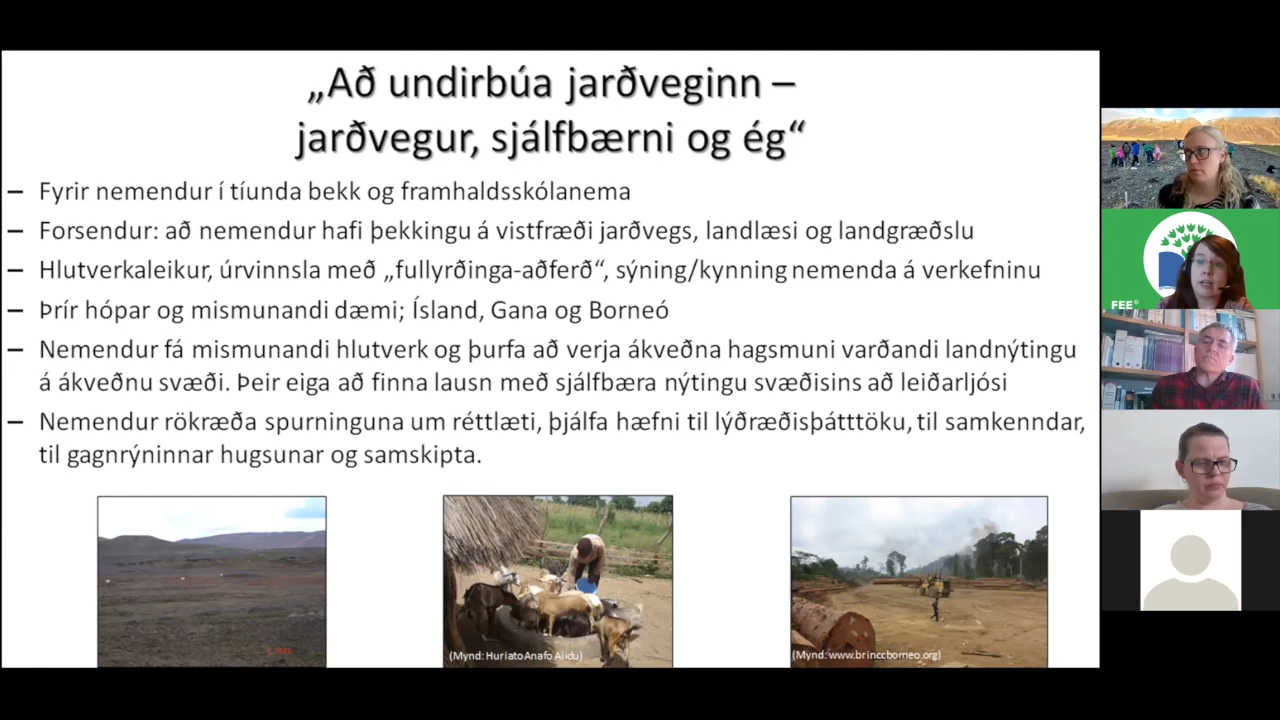 „Að undirbúa jarðveginn –
jarðvegur, sjálfbærni og ég“
– Fyrir nemendur í tíunda bekk og framhaldsskólanema
– Forsendur: að nemendur hafi þekkingu á vistfræði jarðvegs, landlæsi og landgræðslu
– Hlutverkaleikur, úrvinnsla með „fullyrðinga-aðferð“, sýning/kynning nemenda á verkefninu
– Þrír hópar og mismunandi dæmi; Ísland, Gana og Borneó
– Nemendur fá mismunandi hlutverk og þurfa að verja ákveðna hagsmuni varðandi landnýtingu
á ákveðnu svæði. Þeir eiga að finna lausn með sjálfbæra nýtingu svæðisins að leiðarljósi
– Nemendur rökræða spurninguna um réttlæti, þjálfa hæfni til lýðræðisþátttöku, til samkenndar,
til gagnrýninnar hugsunar og samskipta.
(Mynd: Huriato Anafo Alidu)
(Mynd: www.brinccborneo.org)
FEE®